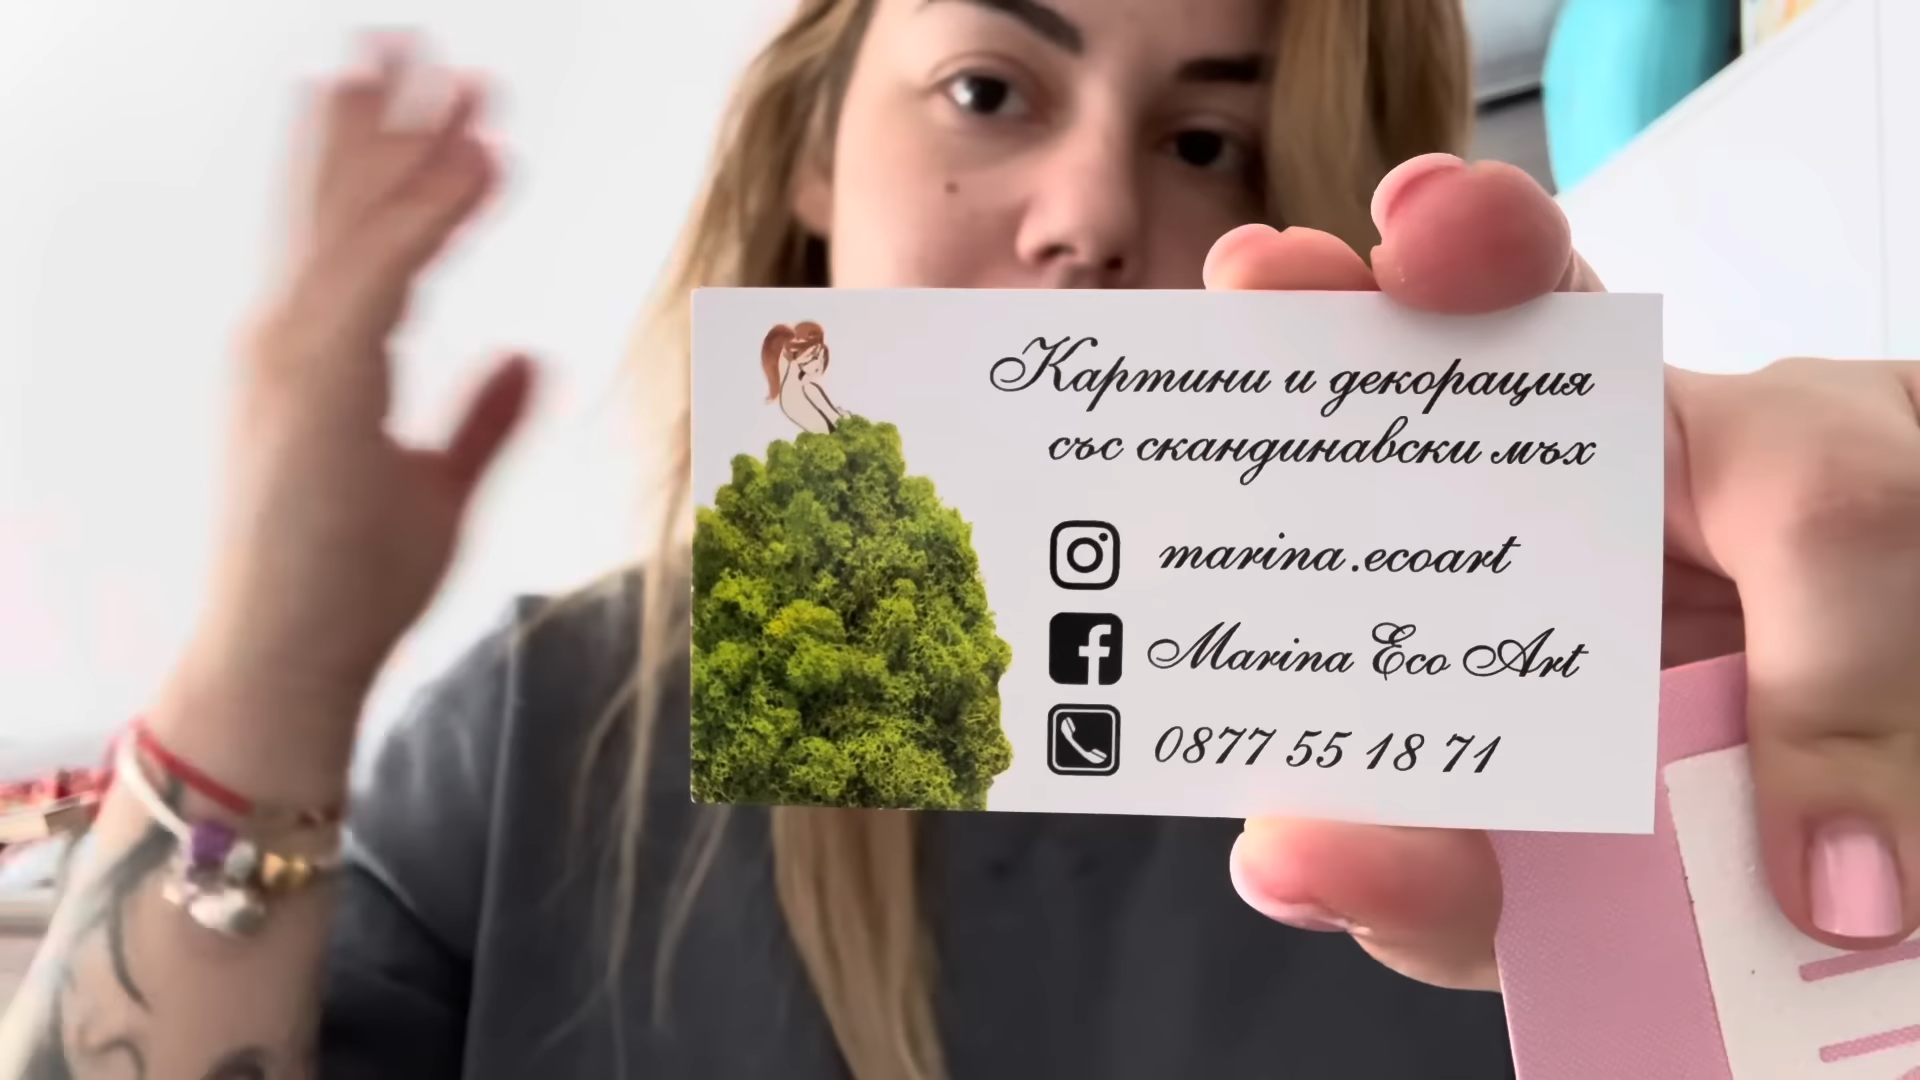 Картини и декорация
със скандинавски мъх
marina.ecoart
Marina Eco Art
0877 55 18 71